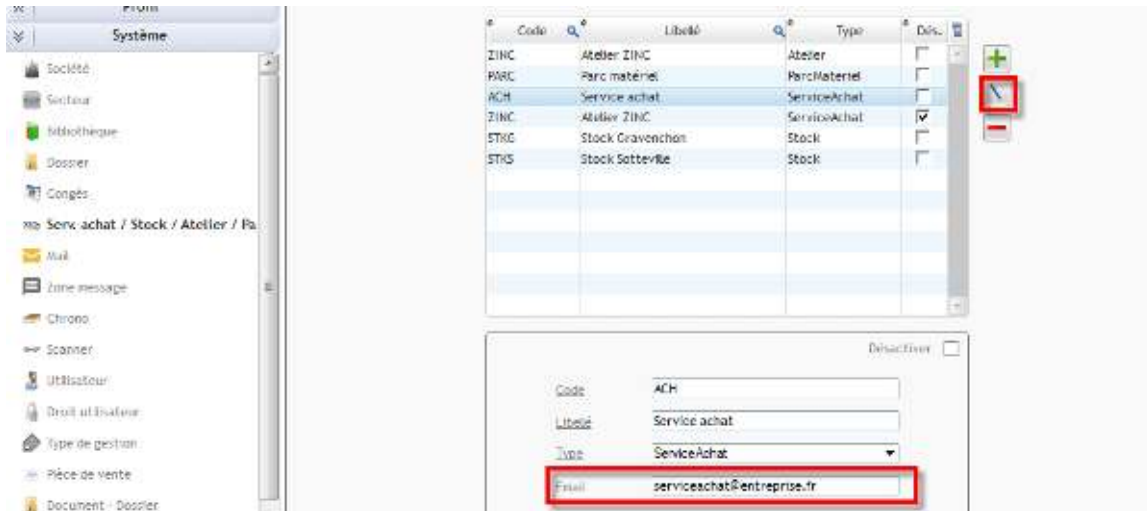 Profil
Système
Société
Secteur
Bibliothèque
Dossier
Congés
Serv. achat / Stock / Atelier / Pa
Mail
Zone message
Chrono
Scanner
Utilisateur
Droit utilisateur
Type de gestion
Pièce de vente
Document - Dossier
Code Libellé Type Dés..
ZINC Atelier ZINC Atelier
PARC Parc matériel ParcMateriel
ACH Service achat ServiceAchat
ZINC Atelier ZINC ServiceAchat
STKG Stock Gravenchon Stock
STKS Stock Sotteville Stock
Désactiver
Code ACH
Libellé Service achat
Type ServiceAchat
Email serviceachat@entreprise.fr